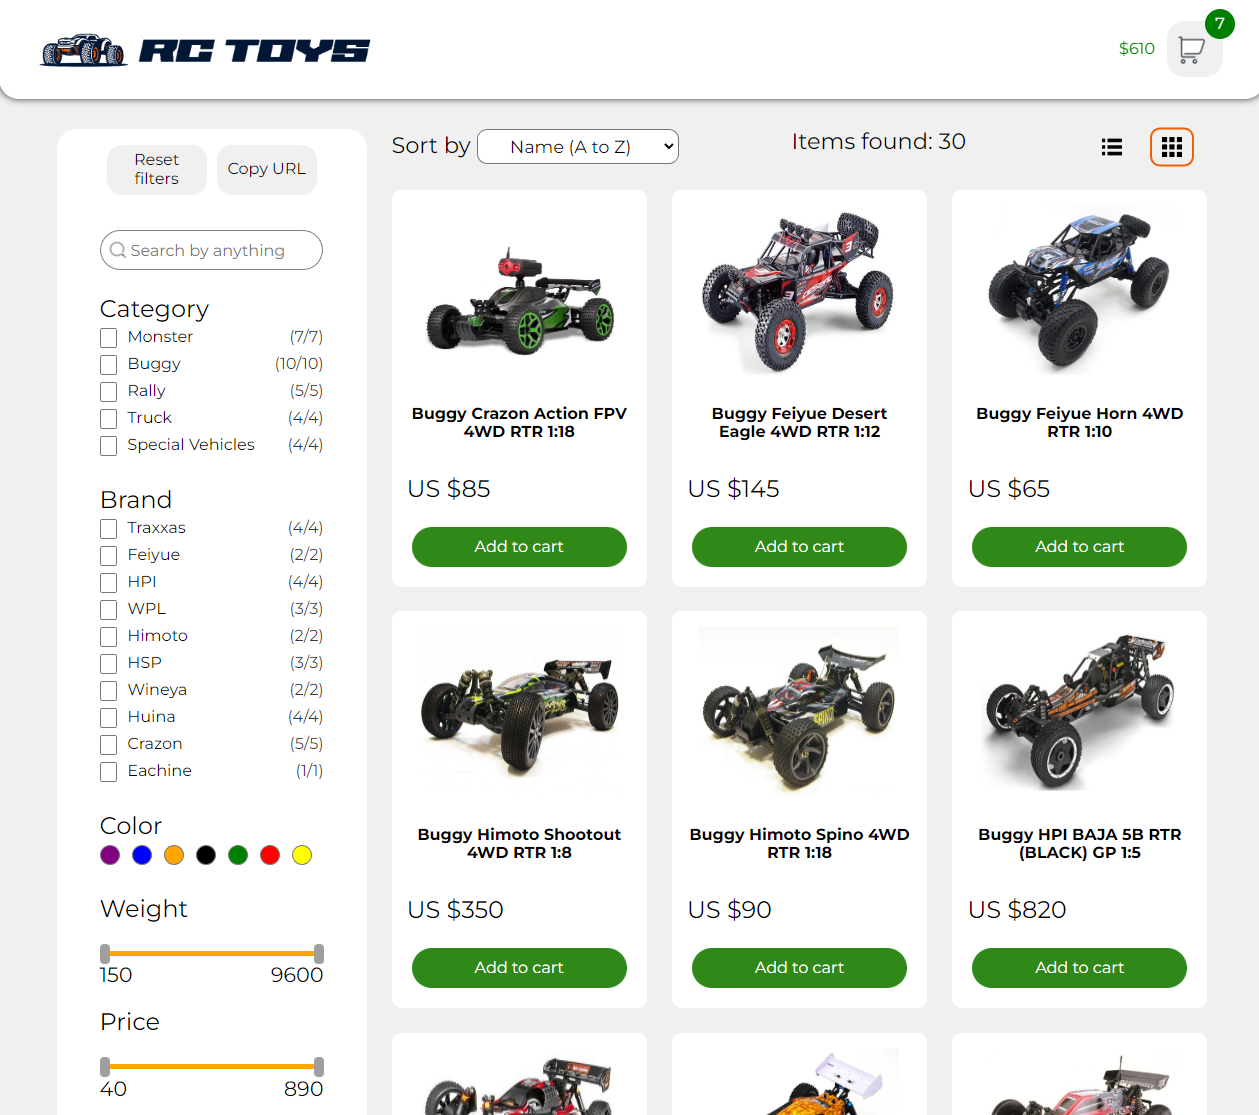 RC TOYS
$610
7
Reset
filters
Copy URL
Search by anything
Category
Monster (7/7)
Buggy (10/10)
Rally (5/5)
Truck (4/4)
Special Vehicles (4/4)
Brand
Traxxas (4/4)
Feiyue (2/2)
HPI (4/4)
WPL (3/3)
Himoto (2/2)
HSP (3/3)
Wineya (2/2)
Huina (4/4)
Crazon (5/5)
Eachine (1/1)
Color
Weight
150 9600
Price
40 890
Sort by Name (A to Z)
Items found: 30
Buggy Crazon Action FPV
4WD RTR 1:18
US $85
Add to cart
Buggy Feiyue Desert
Eagle 4WD RTR 1:12
US $145
Add to cart
Buggy Feiyue Horn 4WD
RTR 1:10
US $65
Add to cart
Buggy Himoto Shootout
4WD RTR 1:8
US $350
Add to cart
Buggy Himoto Spino 4WD
RTR 1:18
US $90
Add to cart
Buggy HPI BAJA 5B RTR
(BLACK) GP 1:5
US $820
Add to cart